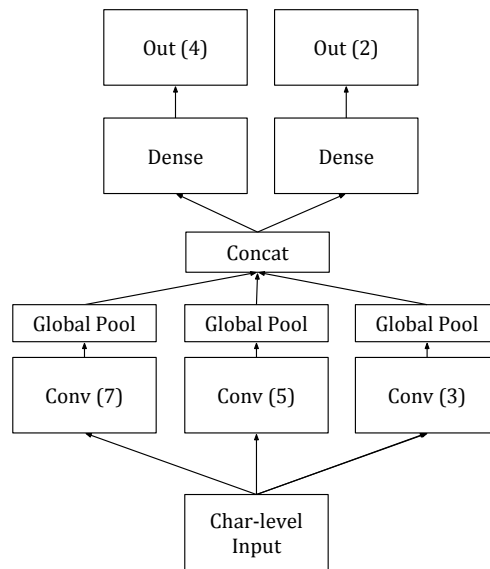 Out (4)
Out (2)
Dense
Dense
Concat
Global Pool
Global Pool
Global Pool
Conv (7)
Conv (5)
Conv (3)
Char-level
Input